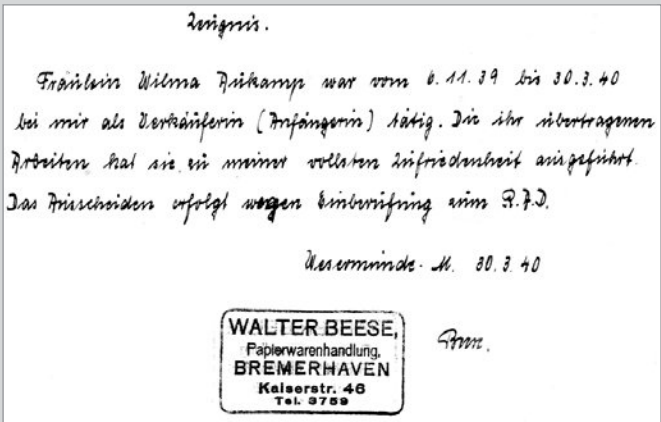 Zeugnis.
Fräulein Wilma Aukamp war vom 6.11.39 bis 30.3.40
bei mir als Verkäuferin (Anfängerin) tätig. Die ihr übertragenen
Arbeiten hat sie zu meiner vollsten Zufriedenheit ausgeführt.
Das Ausscheiden erfolgt wegen Einberufung zum R.A.D.
Wesermünde-M. 30.3.40
WALTER BEESE,
Papierwarenhandlung,
BREMERHAVEN
Kaiserstr. 46
Tel. 3759